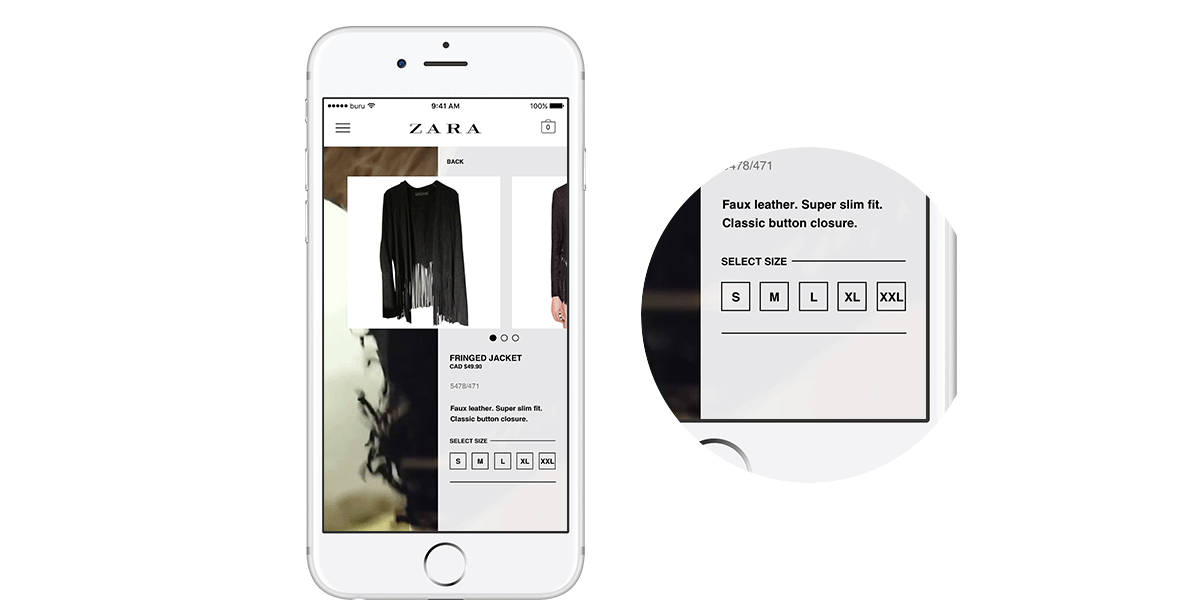 buru
9:41 AM
100%
ZARA
0
BACK
FRINGED JACKET
CAD $49.90
5478/471
Faux leather. Super slim fit.
Classic button closure.
SELECT SIZE
S M L XL XXL
478/471
Faux leather. Super slim fit.
Classic button closure.
SELECT SIZE
S M L XL XXL